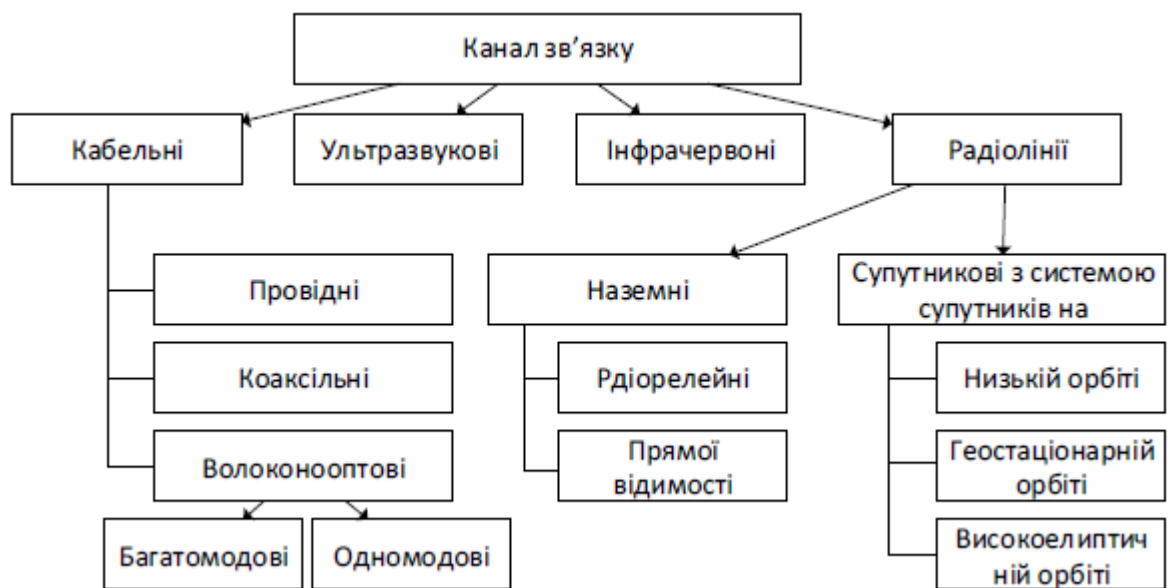 Канал зв’язку
Кабельні
Ультразвукові
Інфрачервоні
Радіолінії
Провідні
Коаксільні
Волоконооптові
Багатомодові
Одномодові
Наземні
Рдіорелейні
Прямої
відимості
Супутникові з системою
супутників на
Низькій орбіті
Геостаціонарній
орбіті
Високоелиптич
ній орбіті